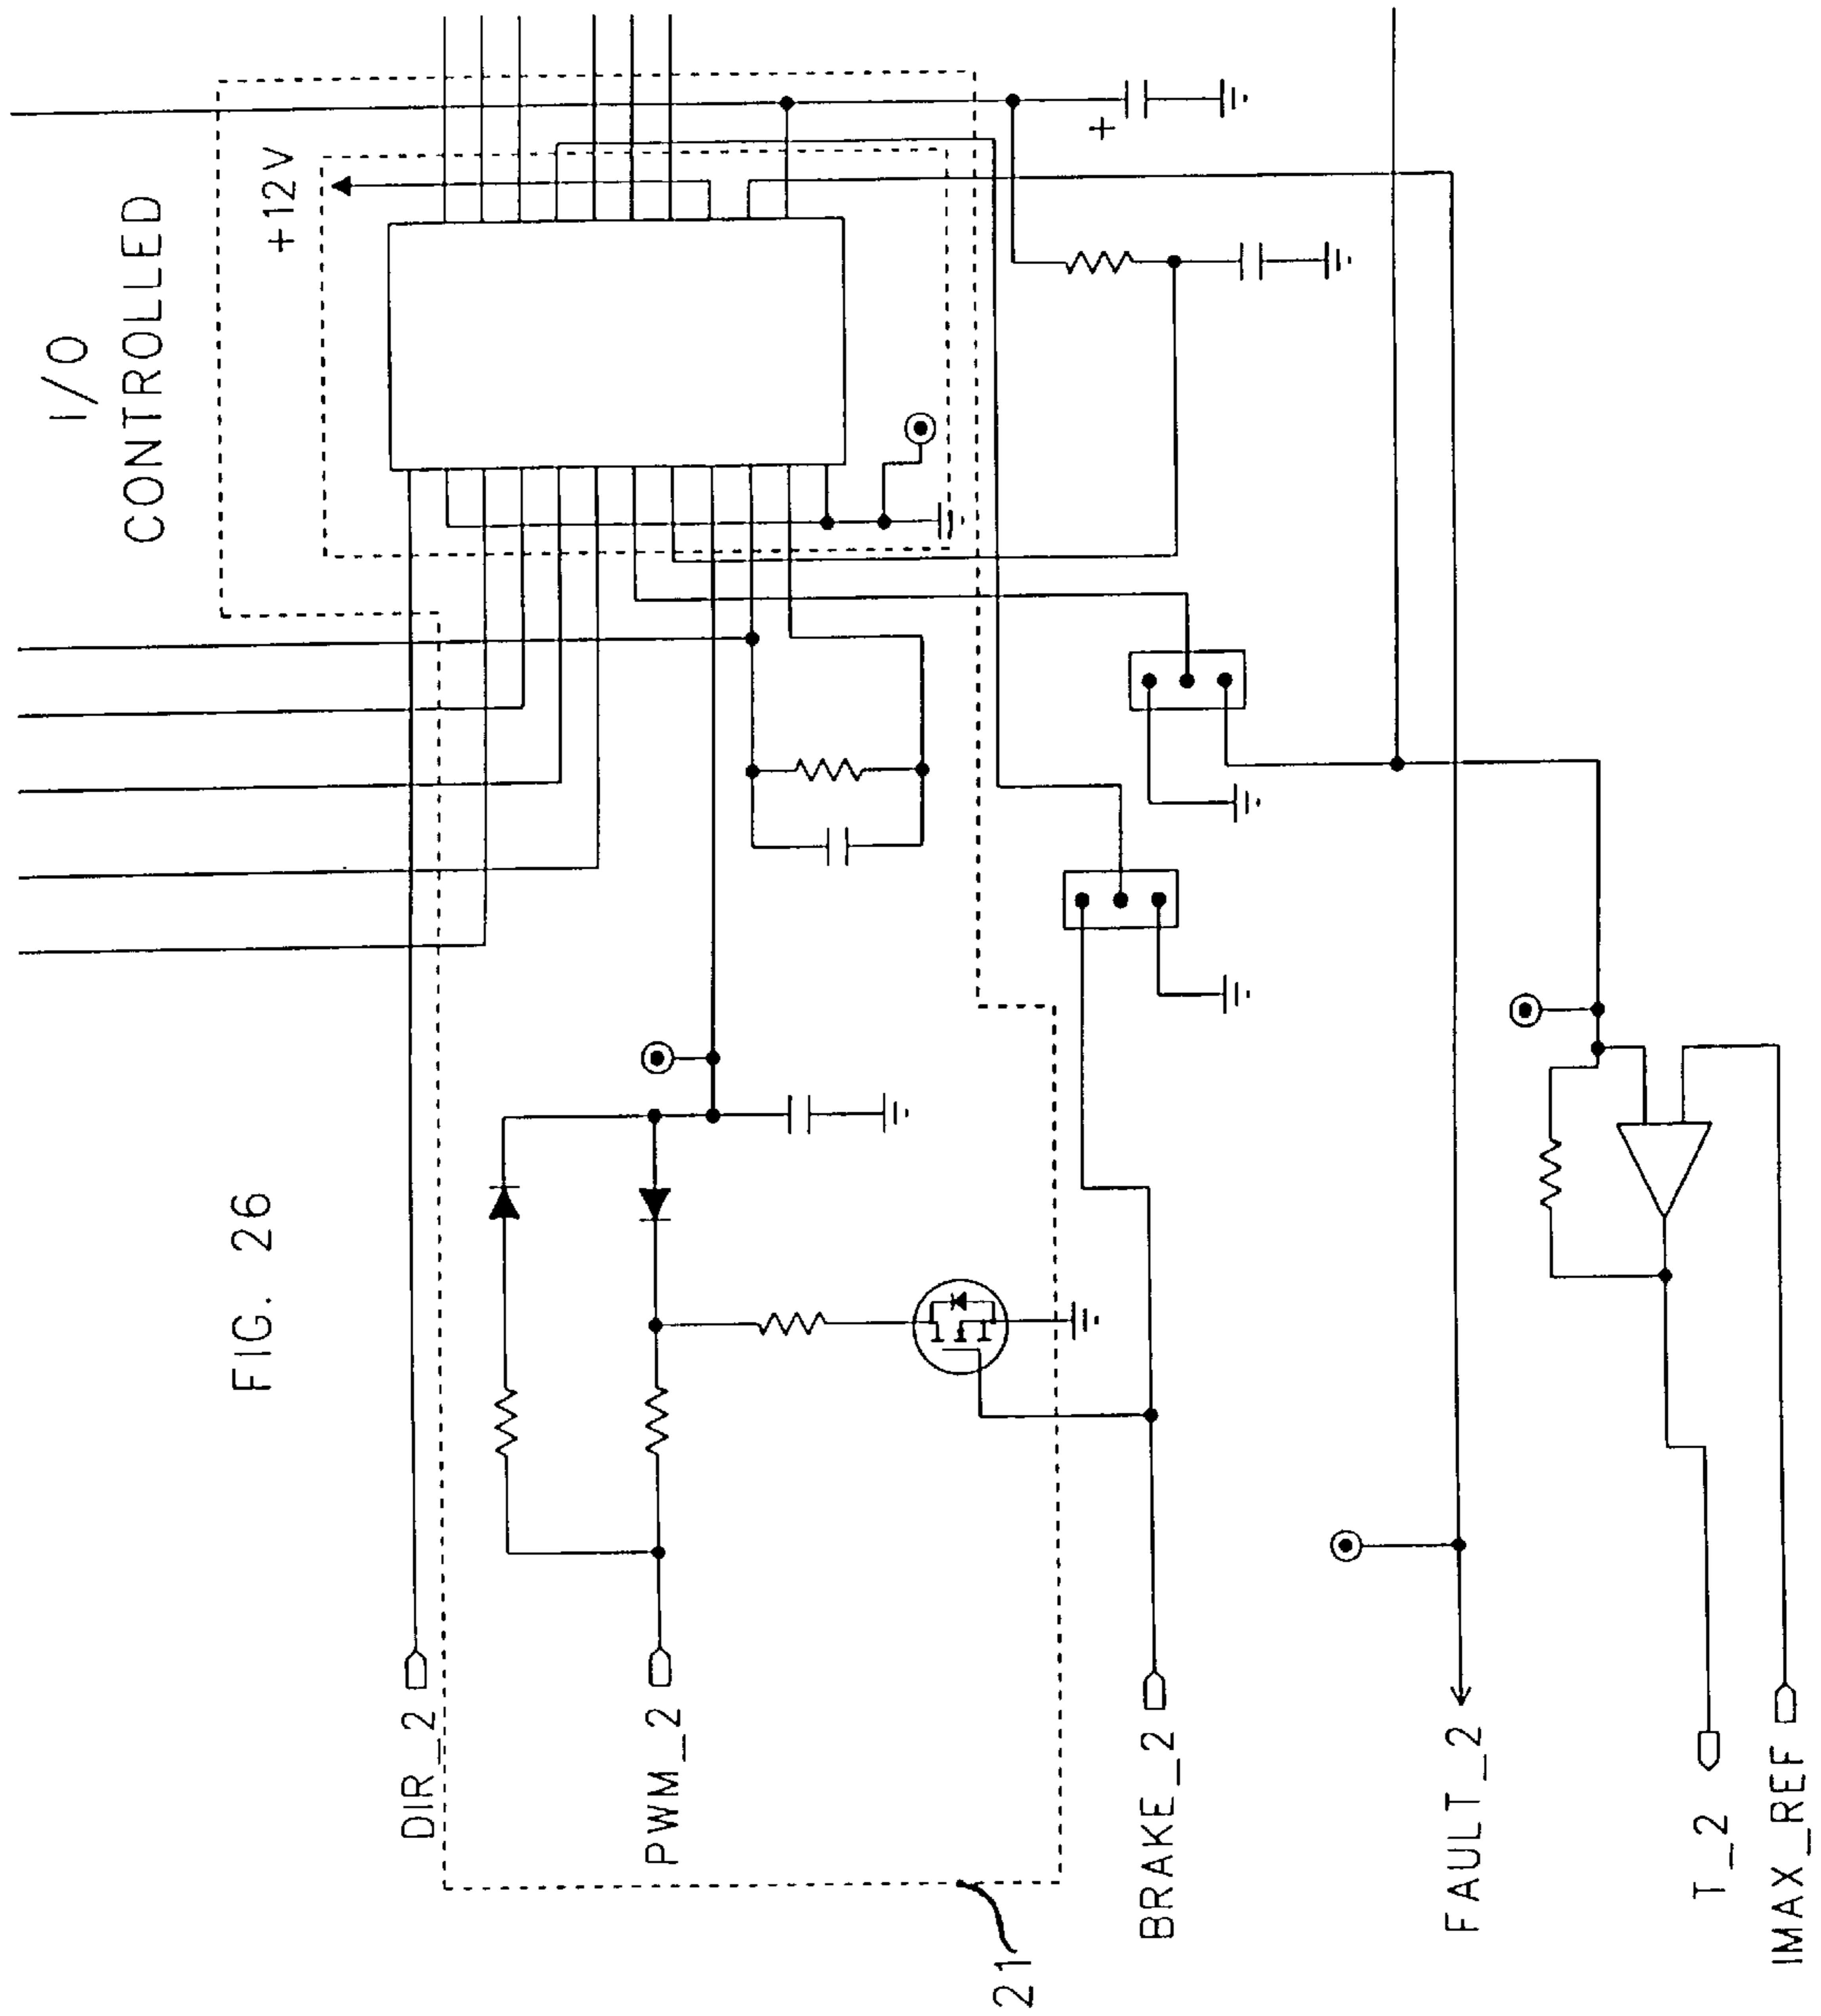 FIG. 26
I/O
CONTROLLED
+12V
+
DIR_2
PWM_2
BRAKE_2
FAULT_2
T_2
IMAX_REF
21